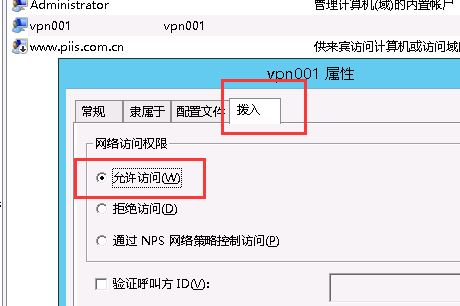 Administrator 管理计算机(域)的内置帐户
vpn001 vpn001
www.piis.com.cn 供来宾访问计算机或访问域
vpn001 属性
常规 隶属于 配置文件 拨入
网络访问权限
允许访问(W)
拒绝访问(D)
通过 NPS 网络策略控制访问(P)
验证呼叫方 ID(V):